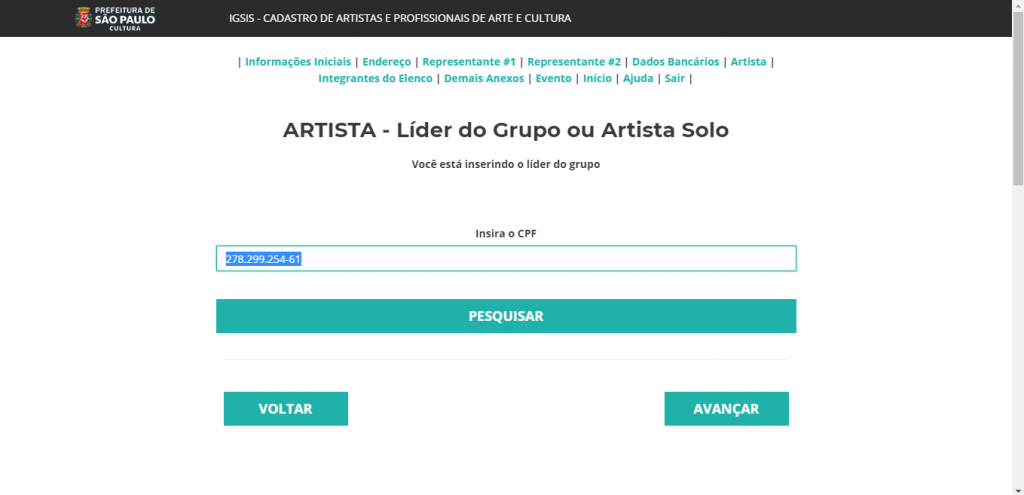 PREFEITURA DE
SÃO PAULO
CULTURA
IGSIS - CADASTRO DE ARTISTAS E PROFISSIONAIS DE ARTE E CULTURA
| Informações Iniciais | Endereço | Representante #1 | Representante #2 | Dados Bancários | Artista |
Integrantes do Elenco | Demais Anexos | Evento | Início | Ajuda | Sair |
ARTISTA - Líder do Grupo ou Artista Solo
Você está inserindo o líder do grupo
Insira o CPF
278.299.254-61
PESQUISAR
VOLTAR
AVANÇAR